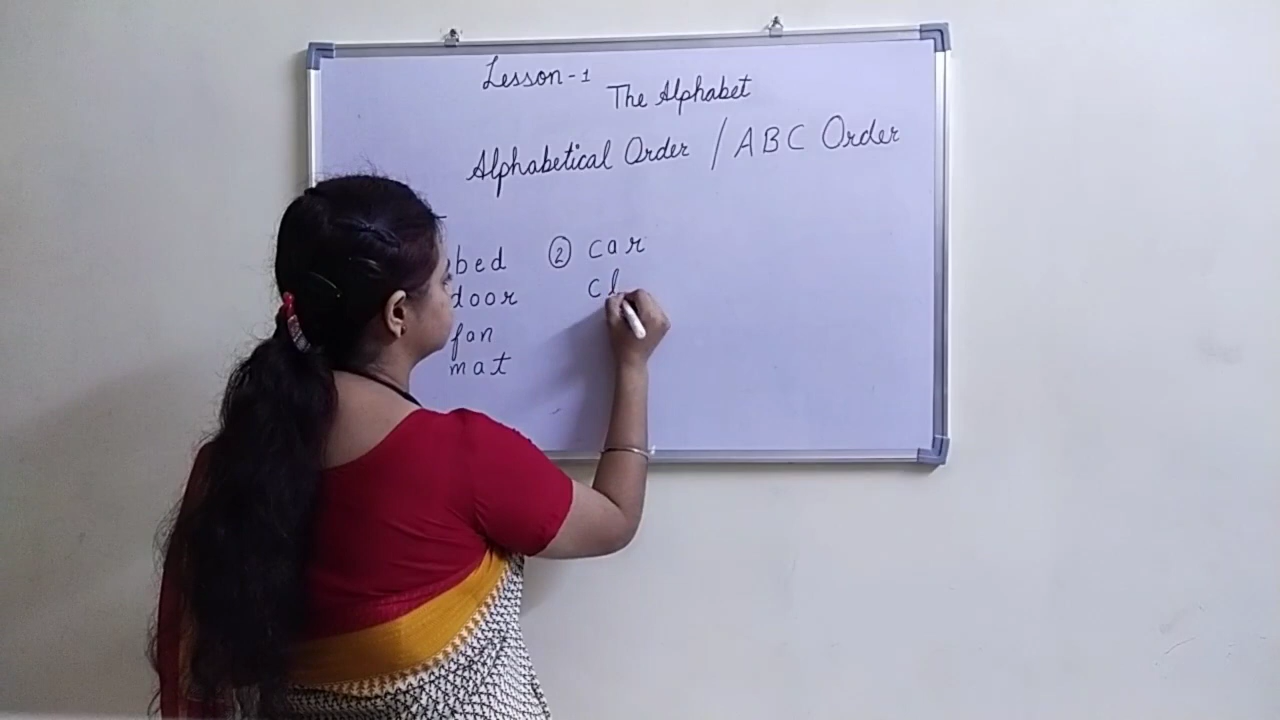 Lesson-1
The Alphabet
Alphabetical Order / ABC Order
bed
door
fan
mat
② car